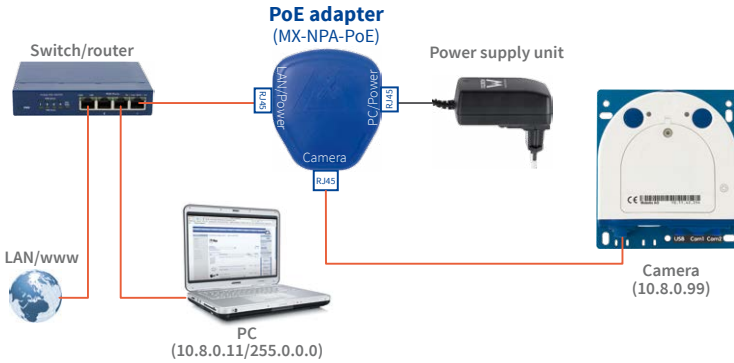 PoE adapter
(MX-NPA-PoE)
Switch/router
Power supply unit
LAN/Power
PC/Power
RJ45
RJ45
Camera
RJ45
LAN/www
USB Com1 Com2
Camera
(10.8.0.99)
PC
(10.8.0.11/255.0.0.0)